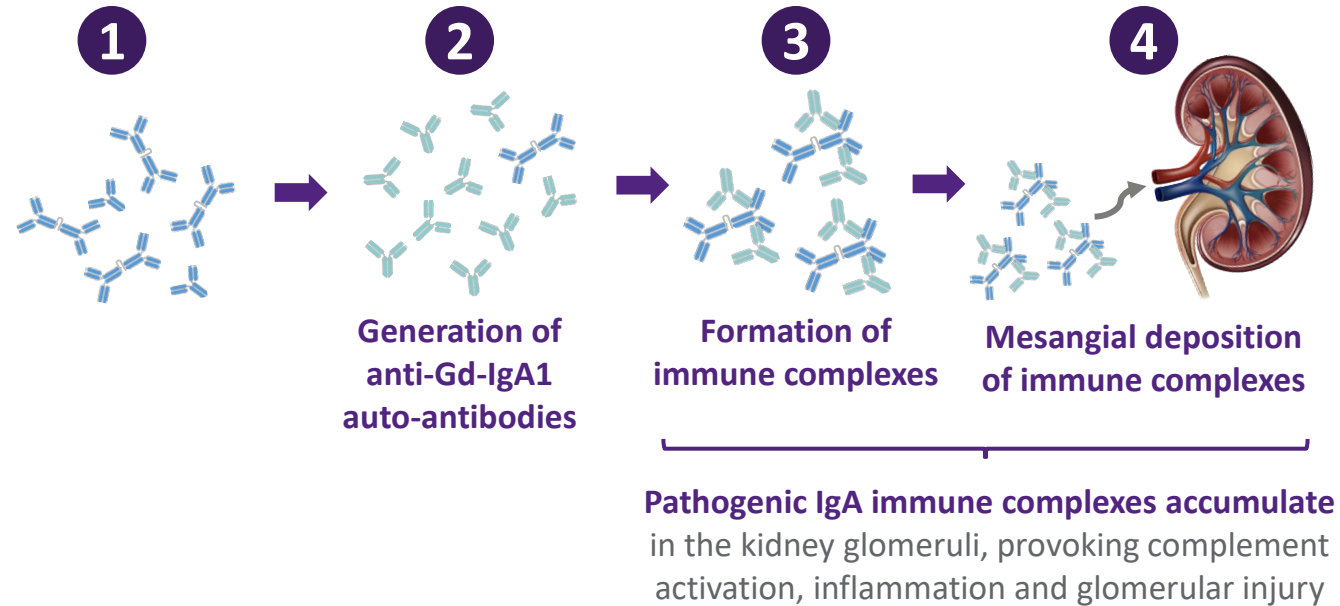 1
2
3
4
Generation of
anti-Gd-IgA1
auto-antibodies
Formation of
immune complexes
Mesangial deposition
of immune complexes
Pathogenic IgA immune complexes accumulate
in the kidney glomeruli, provoking complement
activation, inflammation and glomerular injury